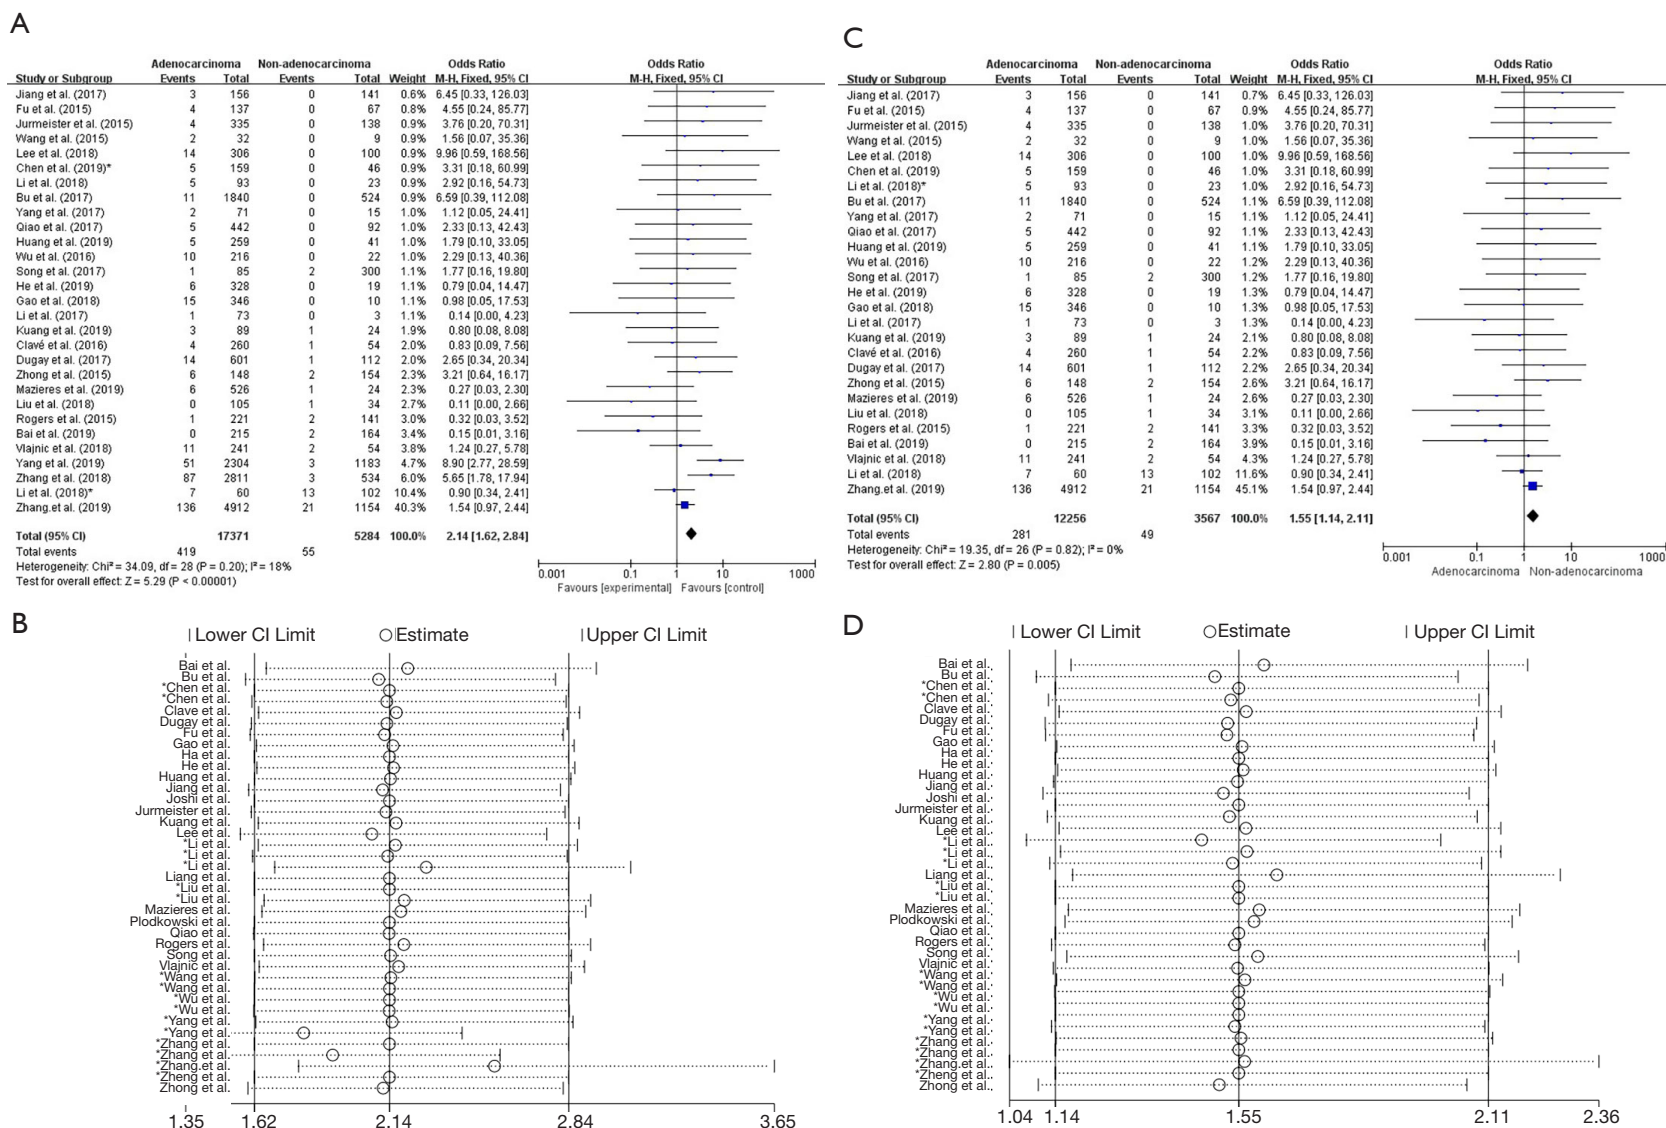 A
Adenocarcinoma Non-adenocarcinoma Odds Ratio Odds Ratio
Study or Subgroup Events Total Events Total Weight M-H, Fixed, 95% CI M-H, Fixed, 95% CI
Jiang et al. (2017) 3 156 0 141 0.6% 6.45 [0.33, 126.03]
Fu et al. (2015) 4 137 0 67 0.8% 4.55 [0.24, 85.77]
Jurmeister et al. (2015) 4 335 0 138 0.9% 3.76 [0.20, 70.31]
Wang et al. (2015) 2 32 0 9 0.9% 1.56 [0.07, 35.36]
Lee et al. (2018) 14 306 0 100 0.9% 9.96 [0.59, 168.56]
Chen et al. (2019)* 5 159 0 46 0.9% 3.31 [0.18, 60.99]
Li et al. (2018) 5 93 0 23 0.9% 2.92 [0.16, 54.73]
Bu et al. (2017) 11 1840 0 524 0.9% 6.59 [0.39, 112.08]
Yang et al. (2017) 2 71 0 15 1.0% 1.12 [0.05, 24.41]
Qiao et al. (2017) 5 442 0 92 1.0% 2.33 [0.13, 42.43]
Huang et al. (2019) 5 259 0 41 1.0% 1.79 [0.10, 33.05]
Wu et al. (2016) 10 216 0 22 1.0% 2.29 [0.13, 40.36]
Song et al. (2017) 1 85 2 300 1.0% 1.77 [0.16, 19.80]
He et al. (2019) 6 328 0 19 1.1% 0.79 [0.04, 14.47]
Gao et al. (2018) 15 346 0 10 1.1% 0.98 [0.05, 17.53]
Li et al. (2017) 1 73 0 3 1.1% 0.14 [0.00, 4.23]
Kuang et al. (2019) 3 89 1 24 1.9% 0.80 [0.08, 8.08]
Clavé et al. (2016) 4 260 1 54 2.0% 0.83 [0.09, 7.56]
Dugay et al. (2017) 14 601 1 112 2.0% 2.65 [0.34, 20.34]
Zhong et al. (2015) 6 148 2 154 2.3% 3.21 [0.64, 16.17]
Mazieres et al. (2019) 6 526 1 24 2.3% 0.27 [0.03, 2.30]
Liu et al. (2018) 0 105 1 34 2.7% 0.11 [0.00, 2.66]
Rogers et al. (2015) 1 221 2 141 3.0% 0.32 [0.03, 3.52]
Bai et al. (2019) 0 215 2 164 3.4% 0.15 [0.01, 3.16]
Vlajnic et al. (2018) 11 241 2 54 3.8% 1.24 [0.27, 5.78]
Yang et al. (2019) 51 2304 3 1183 4.7% 8.90 [2.77, 28.59]
Zhang et al. (2018) 87 2811 3 534 6.0% 5.65 [1.78, 17.94]
Li et al. (2018)* 7 60 13 102 10.4% 0.90 [0.34, 2.41]
Zhang.et al. (2019) 136 4912 21 1154 40.3% 1.54 [0.97, 2.44]
Total (95% CI) 17371 5284 100.0% 2.14 [1.62, 2.84]
Total events 419 55
Heterogeneity: Chi² = 34.09, df = 28 (P = 0.20); I² = 18%
Test for overall effect: Z = 5.29 (P < 0.00001)
0.001 0.1 1 10 1000
Favours [experimental] Favours [control]
C
Adenocarcinoma Non-adenocarcinoma Odds Ratio Odds Ratio
Study or Subgroup Events Total Events Total Weight M-H, Fixed, 95% CI M-H, Fixed, 95% CI
Jiang et al. (2017) 3 156 0 141 0.7% 6.45 [0.33, 126.03]
Fu et al. (2015) 4 137 0 67 0.9% 4.55 [0.24, 85.77]
Jurmeister et al. (2015) 4 335 0 138 0.9% 3.76 [0.20, 70.31]
Wang et al. (2015) 2 32 0 9 1.0% 1.56 [0.07, 35.36]
Lee et al. (2018) 14 306 0 100 1.0% 9.96 [0.59, 168.56]
Chen et al. (2019) 5 159 0 46 1.0% 3.31 [0.18, 60.99]
Li et al. (2018)* 5 93 0 23 1.0% 2.92 [0.16, 54.73]
Bu et al. (2017) 11 1840 0 524 1.1% 6.59 [0.39, 112.08]
Yang et al. (2017) 2 71 0 15 1.1% 1.12 [0.05, 24.41]
Qiao et al. (2017) 5 442 0 92 1.1% 2.33 [0.13, 42.43]
Huang et al. (2019) 5 259 0 41 1.1% 1.79 [0.10, 33.05]
Wu et al. (2016) 10 216 0 22 1.1% 2.29 [0.13, 40.36]
Song et al. (2017) 1 85 2 300 1.2% 1.77 [0.16, 19.80]
He et al. (2019) 6 328 0 19 1.3% 0.79 [0.04, 14.47]
Gao et al. (2018) 15 346 0 10 1.3% 0.98 [0.05, 17.53]
Li et al. (2017) 1 73 0 3 1.3% 0.14 [0.00, 4.23]
Kuang et al. (2019) 3 89 1 24 2.1% 0.80 [0.08, 8.08]
Clavé et al. (2016) 4 260 1 54 2.2% 0.83 [0.09, 7.56]
Dugay et al. (2017) 14 601 1 112 2.2% 2.65 [0.34, 20.34]
Zhong et al. (2015) 6 148 2 154 2.6% 3.21 [0.64, 16.17]
Mazieres et al. (2019) 6 526 1 24 2.6% 0.27 [0.03, 2.30]
Liu et al. (2018) 0 105 1 34 3.1% 0.11 [0.00, 2.66]
Rogers et al. (2015) 1 221 2 141 3.3% 0.32 [0.03, 3.52]
Bai et al. (2019) 0 215 2 164 3.9% 0.15 [0.01, 3.16]
Vlajnic et al. (2018) 11 241 2 54 4.3% 1.24 [0.27, 5.78]
Li et al. (2018) 7 60 13 102 11.6% 0.90 [0.34, 2.41]
Zhang.et al. (2019) 136 4912 21 1154 45.1% 1.54 [0.97, 2.44]
Total (95% CI) 12256 3567 100.0% 1.55 [1.14, 2.11]
Total events 281 49
Heterogeneity: Chi² = 19.35, df = 26 (P = 0.82); I² = 0%
Test for overall effect: Z = 2.80 (P = 0.005)
0.001 0.1 1 10 1000
Adenocarcinoma Non-adenocarcinoma
B
Lower CI Limit Estimate Upper CI Limit
Bai et al.
Bu et al.
*Chen et al.
*Chen et al.
Clave et al.
Dugay et al.
Fu et al.
Gao et al.
Ha et al.
He et al.
Huang et al.
Jiang et al.
Joshi et al.
Jurmeister et al.
Kuang et al.
Lee et al.
*Li et al.
*Li et al.
*Li et al.
Liang et al.
*Liu et al.
*Liu et al.
Mazieres et al.
Plodkowski et al.
Qiao et al.
Rogers et al.
Song et al.
Vlajnic et al.
*Wang et al.
*Wang et al.
*Wu et al.
*Wu et al.
*Yang et al.
*Yang et al.
*Zhang et al.
*Zhang et al.
*Zhang.et al.
*Zheng et al.
Zhong et al.
1.35 1.62 2.14 2.84 3.65
D
Lower CI Limit Estimate Upper CI Limit
Bai et al.
Bu et al.
*Chen et al.
*Chen et al.
Clave et al.
Dugay et al.
Fu et al.
Gao et al.
Ha et al.
He et al.
Huang et al.
Jiang et al.
Joshi et al.
Jurmeister et al.
Kuang et al.
Lee et al.
*Li et al.
*Li et al.
*Li et al.
Liang et al.
*Liu et al.
*Liu et al.
Mazieres et al.
Plodkowski et al.
Qiao et al.
Rogers et al.
Song et al.
Vlajnic et al.
*Wang et al.
*Wang et al.
*Wu et al.
*Wu et al.
*Yang et al.
*Yang et al.
*Zhang et al.
*Zhang et al.
*Zhang.et al.
*Zheng et al.
Zhong et al.
1.04 1.14 1.55 2.11 2.36